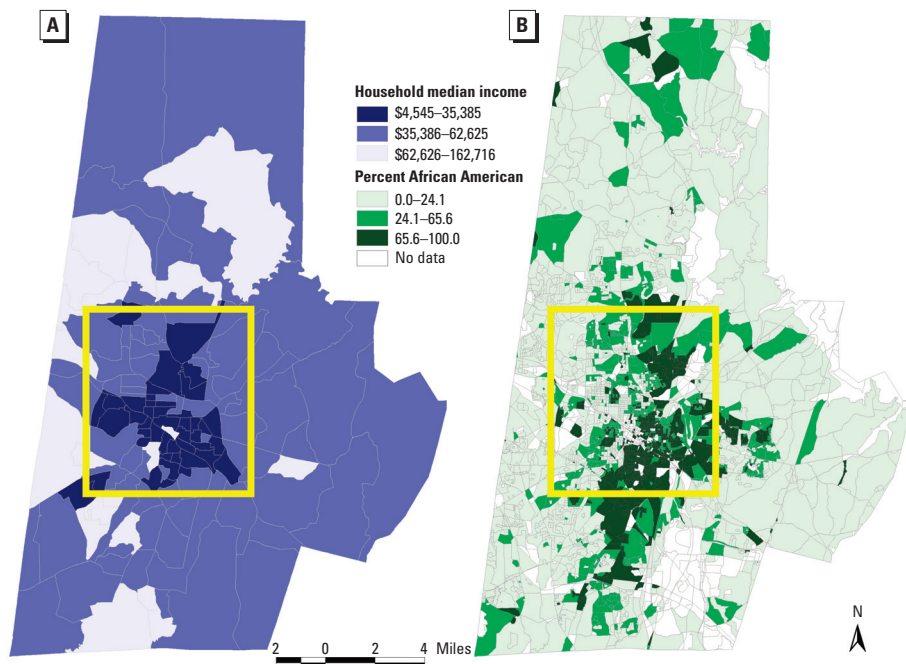 A
B
Household median income
$4,545–35,385
$35,386–62,625
$62,626–162,716
Percent African American
0.0–24.1
24.1–65.6
65.6–100.0
No data
N
2 0 2 4 Miles